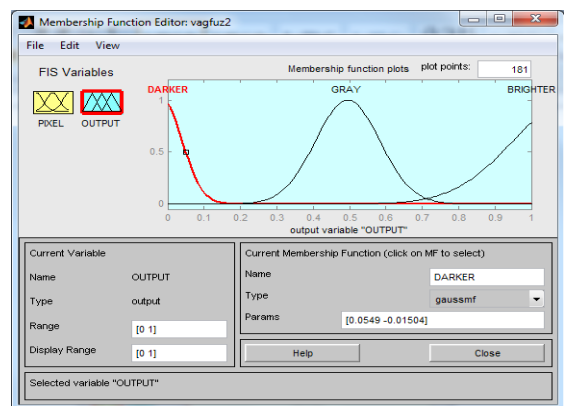 Membership Function Editor: vagfuz2
File Edit View
FIS Variables
PIXEL OUTPUT
Membership function plots plot points: 181
DARKER GRAY BRIGHTER
1
0.5
0
0 0.1 0.2 0.3 0.4 0.5 0.6 0.7 0.8 0.9 1
output variable "OUTPUT"
Current Variable
Name OUTPUT
Type output
Range [0 1]
Display Range [0 1]
Current Membership Function (click on MF to select)
Name DARKER
Type gaussmf
Params [0.0549 -0.01504]
Help Close
Selected variable "OUTPUT"